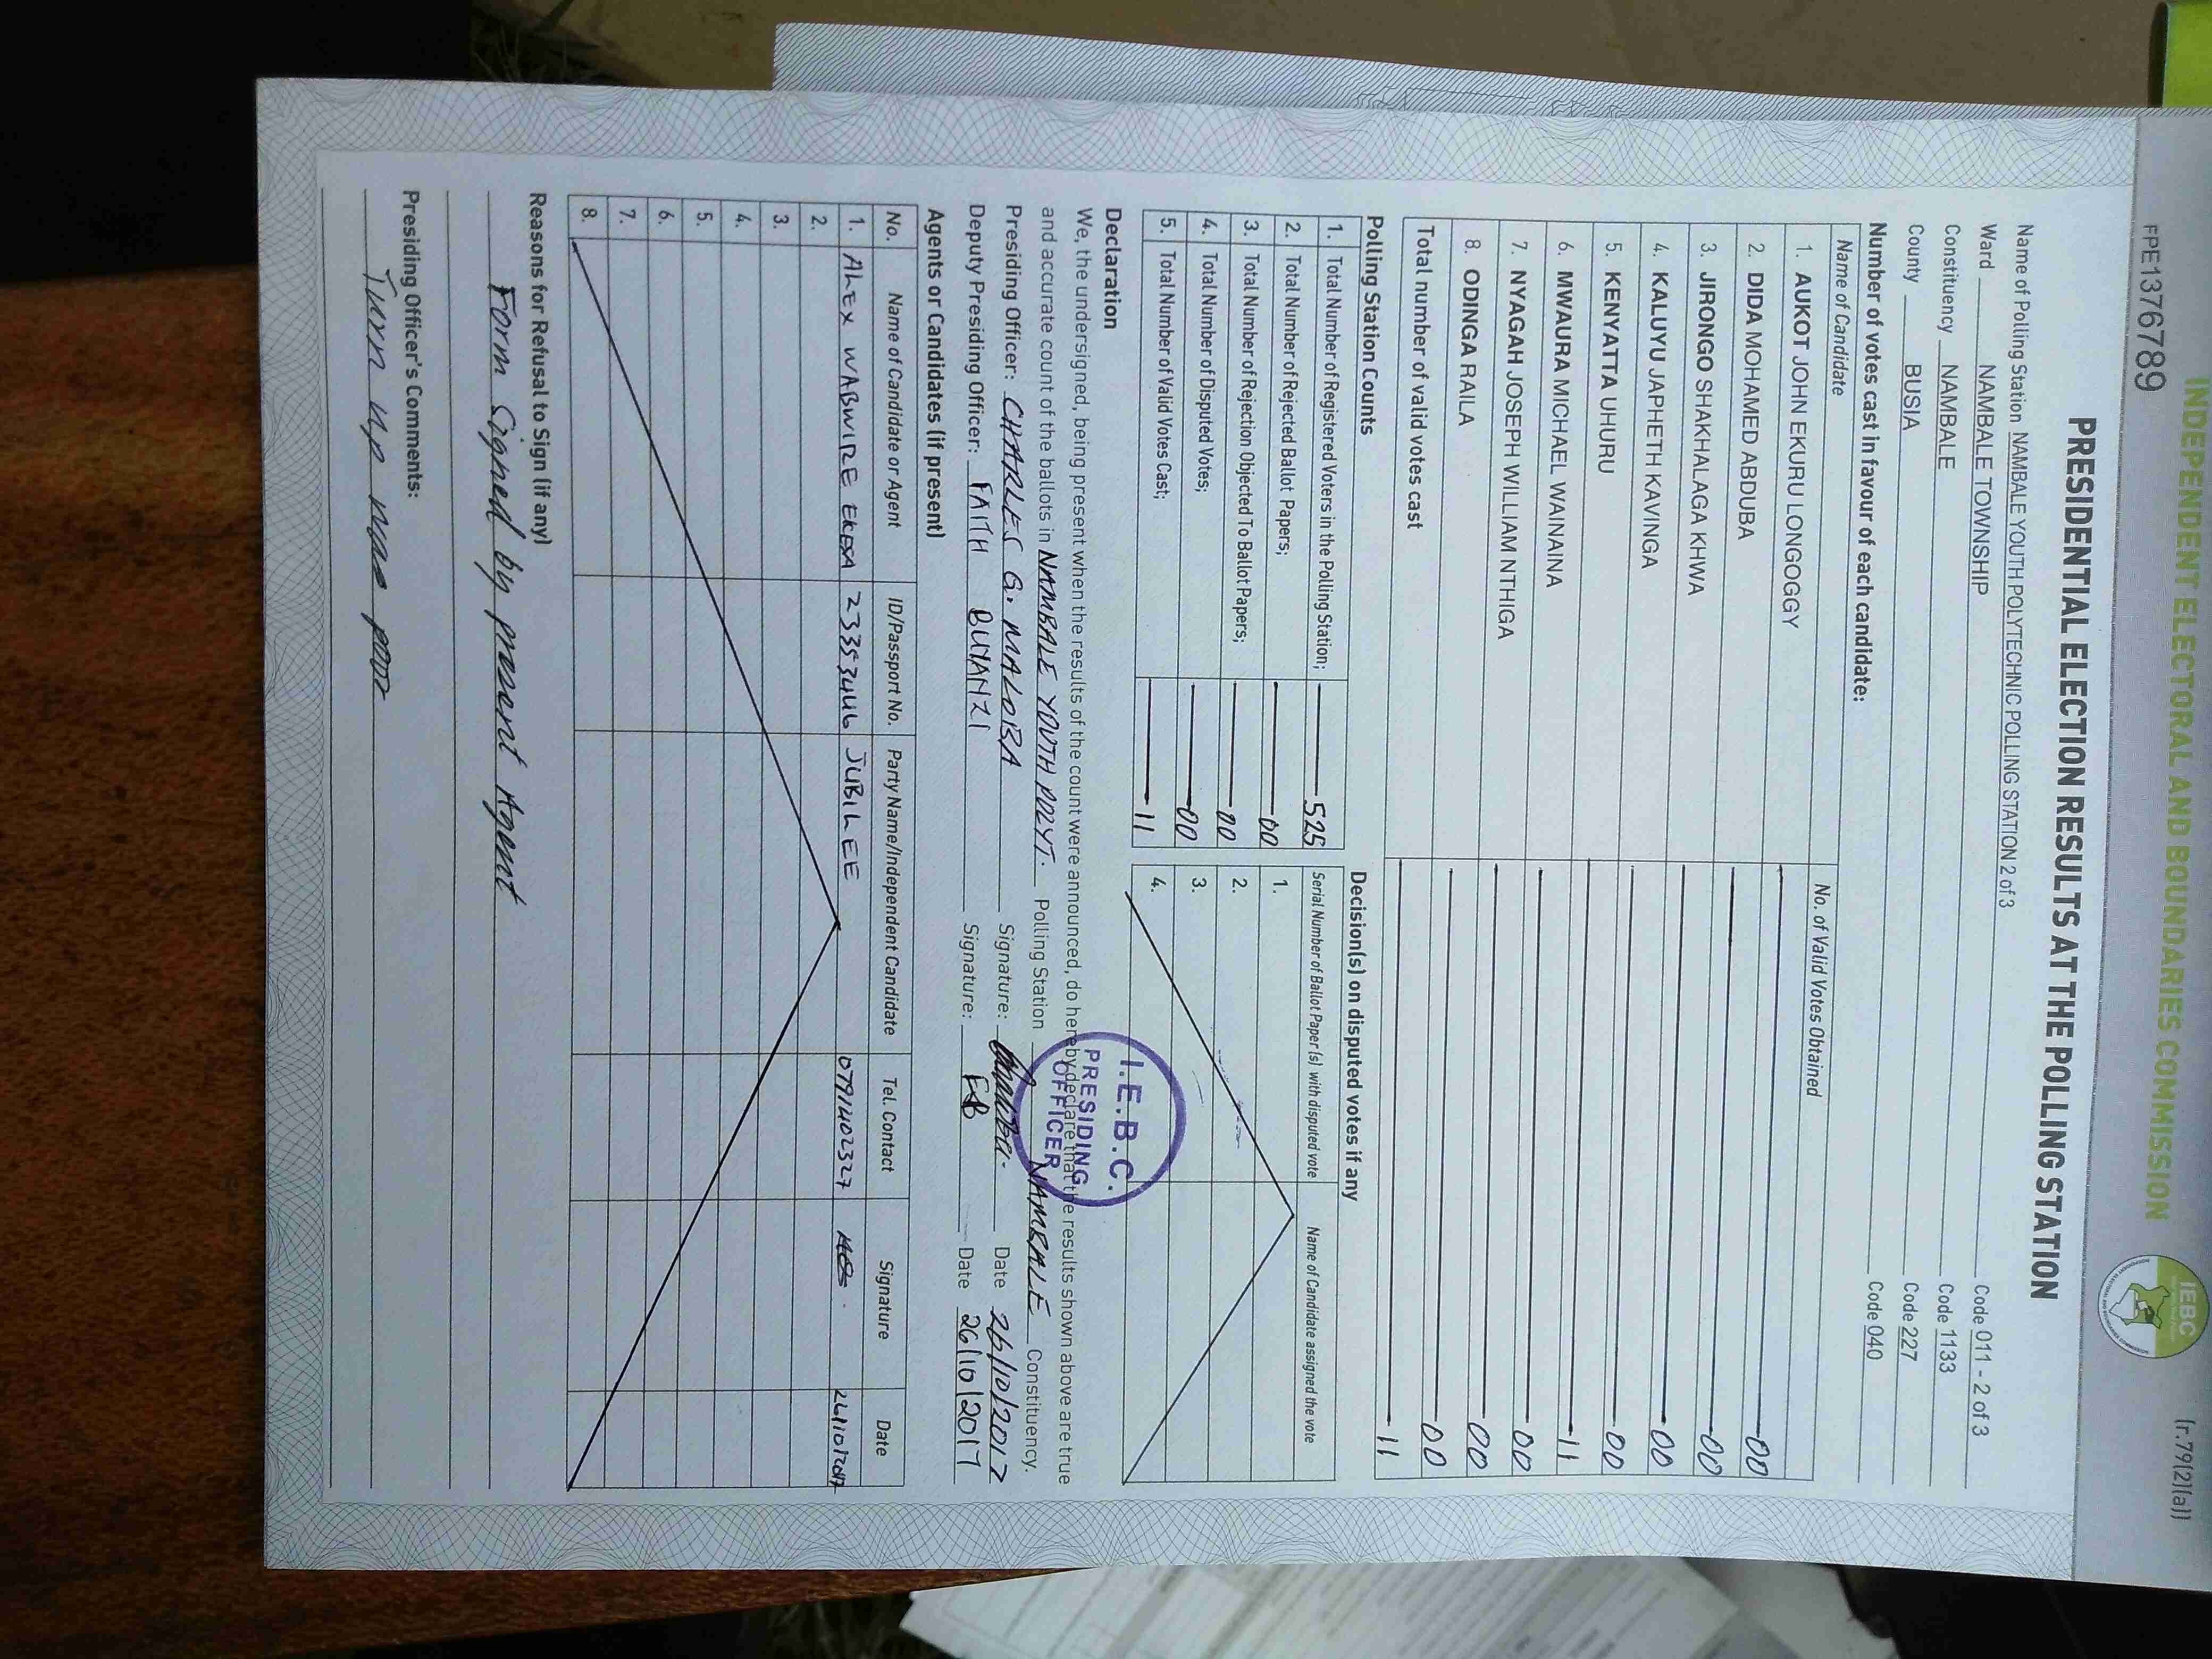 INDEPENDENT ELECTORAL AND BOUNDARIES COMMISSION
IEBC
(r.79(2)(a))
FPE1376789
PRESIDENTIAL ELECTION RESULTS AT THE POLLING STATION
Name of Polling Station NAMBALE YOUTH POLYTECHNIC POLLING STATION 2 of 3 Code 011 - 2 of 3
Ward NAMBALE TOWNSHIP Code 1133
Constituency NAMBALE Code 227
County BUSIA Code 040
Number of votes cast in favour of each candidate:
Name of Candidate No. of Valid Votes Obtained
1. AUKOT JOHN EKURU LONGOGGY 00
2. DIDA MOHAMED ABDUBA 00
3. JIRONGO SHAKHALAGA KHWA 00
4. KALUYU JAPHETH KAVINGA 00
5. KENYATTA UHURU 11
6. MWAURA MICHAEL WAINAINA 00
7. NYAGAH JOSEPH WILLIAM NTHIGA 00
8. ODINGA RAILA 00
Total number of valid votes cast 11
Polling Station Counts
1. Total Number of Registered Voters in the Polling Station; 525
2. Total Number of Rejected Ballot Papers; 00
3. Total Number of Rejection Objected To Ballot Papers; 00
4. Total Number of Disputed Votes; 00
5. Total Number of Valid Votes Cast; 11
Decision(s) on disputed votes if any
Serial Number of Ballot Paper (s) with disputed vote Name of Candidate assigned the vote
1.
2.
3.
4.
Declaration
We, the undersigned, being present when the results of the count were announced, do hereby declare that the results shown above are true
and accurate count of the ballots in NAMBALE YOUTH POLYT. Polling Station NAMBALE Constituency.
I.E.B.C.
PRESIDING
OFFICER
Presiding Officer: CHARLES G. MALOBA Signature: Date 26/10/2017
Deputy Presiding Officer: FAITH BUYANZI Signature: FB Date 26/10/2017
Agents or Candidates (if present)
No. Name of Candidate or Agent ID/Passport No. Party Name/Independent Candidate Tel. Contact Signature Date
1. ALEX WABWIRE EKESA 23353446 JUBILEE 0791402327 26/10/2017
2.
3.
4.
5.
6.
7.
8.
Reasons for Refusal to Sign (if any)
Form Signed by present Agent
Presiding Officer's Comments:
Turn up was poor